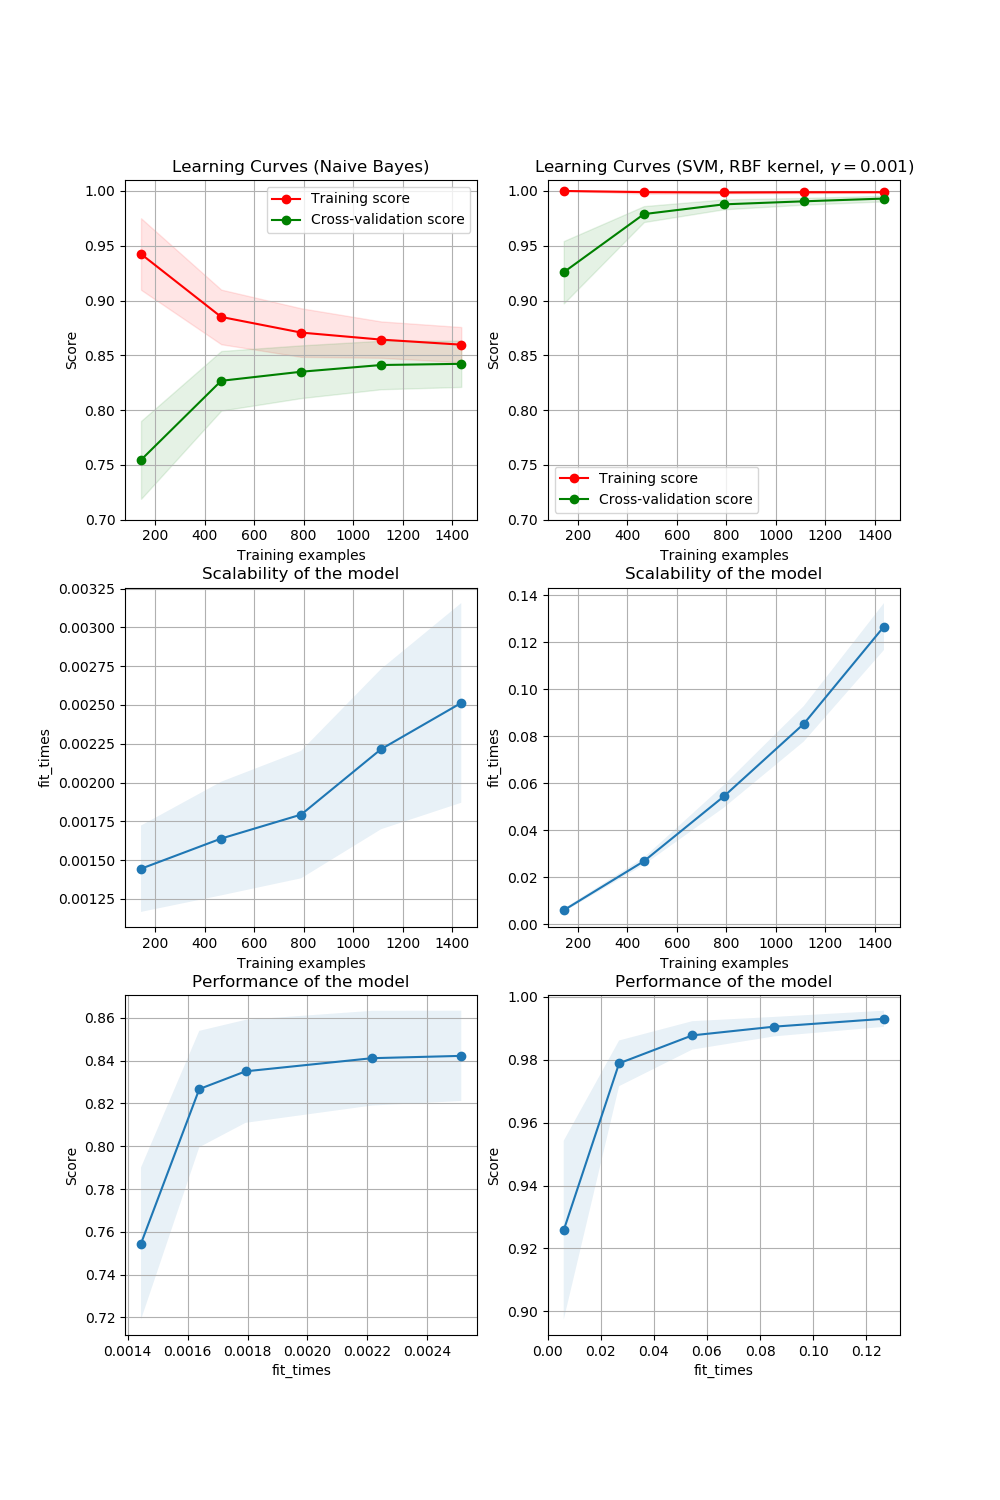 Learning Curves (Naive Bayes)
1.00
0.95
0.90
0.85
0.80
0.75
0.70
Score
Training score
Cross-validation score
200 400 600 800 1000 1200 1400
Training examples
Learning Curves (SVM, RBF kernel, γ = 0.001)
1.00
0.95
0.90
0.85
0.80
0.75
0.70
Score
Training score
Cross-validation score
200 400 600 800 1000 1200 1400
Training examples
Scalability of the model
0.00325
0.00300
0.00275
0.00250
0.00225
0.00200
0.00175
0.00150
0.00125
fit_times
200 400 600 800 1000 1200 1400
Training examples
Scalability of the model
0.14
0.12
0.10
0.08
0.06
0.04
0.02
0.00
fit_times
200 400 600 800 1000 1200 1400
Training examples
Performance of the model
0.86
0.84
0.82
0.80
0.78
0.76
0.74
0.72
Score
0.0014 0.0016 0.0018 0.0020 0.0022 0.0024
fit_times
Performance of the model
1.00
0.98
0.96
0.94
0.92
0.90
Score
0.00 0.02 0.04 0.06 0.08 0.10 0.12
fit_times